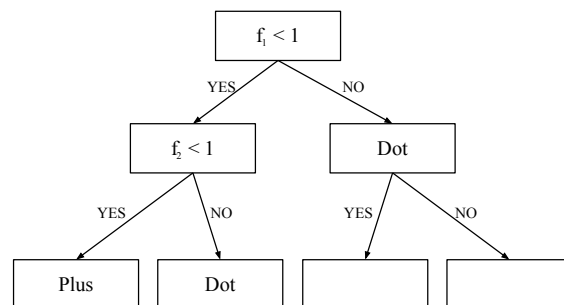 f₁ < 1
YES
NO
f₂ < 1
Dot
YES
NO
YES
NO
Plus
Dot